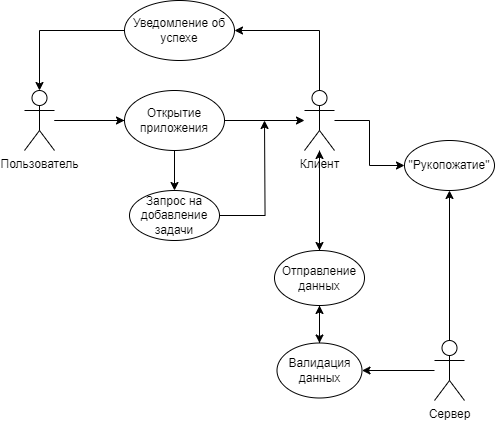 Уведомление об
успехе
Открытие
приложения
Пользователь
Клиент
"Рукопожатие"
Запрос на
добавление
задачи
Отправление
данных
Валидация
данных
Сервер